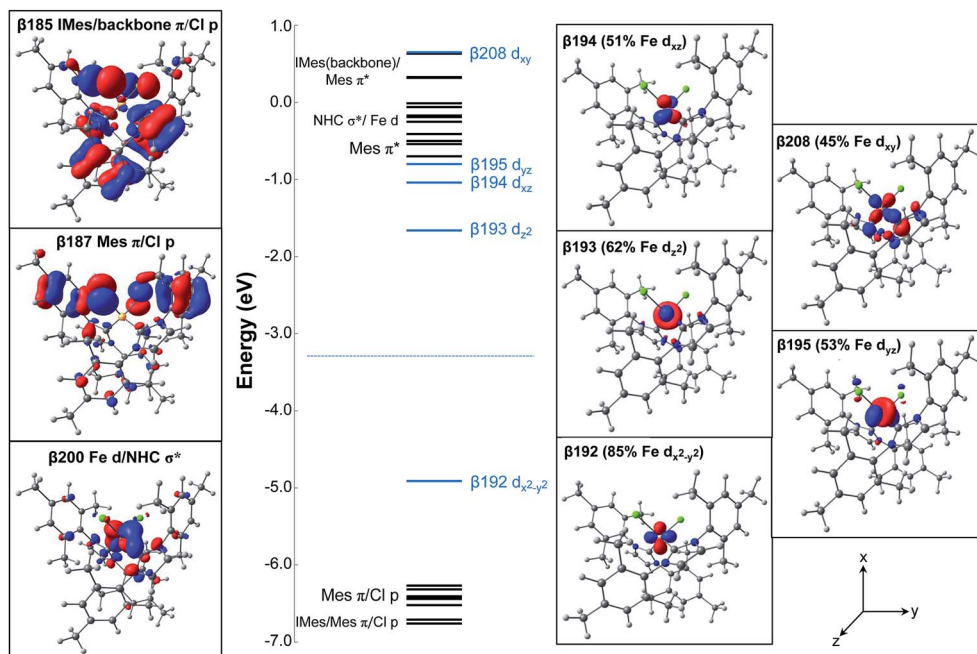 β185 IMes/backbone π/Cl p
β187 Mes π/Cl p
β200 Fe d/NHC σ*
Energy (eV)
1.0
0.0
-1.0
-2.0
-3.0
-4.0
-5.0
-6.0
-7.0
IMes(backbone)/
Mes π*
NHC σ*/ Fe d
Mes π*
Mes π/Cl p
IMes/Mes π/Cl p
β208 dxy
β195 dyz
β194 dxz
β193 dz2
β192 dx2-y2
β194 (51% Fe dxz)
β193 (62% Fe dz2)
β192 (85% Fe dx2-y2)
β208 (45% Fe dxy)
β195 (53% Fe dyz)
x
y
z